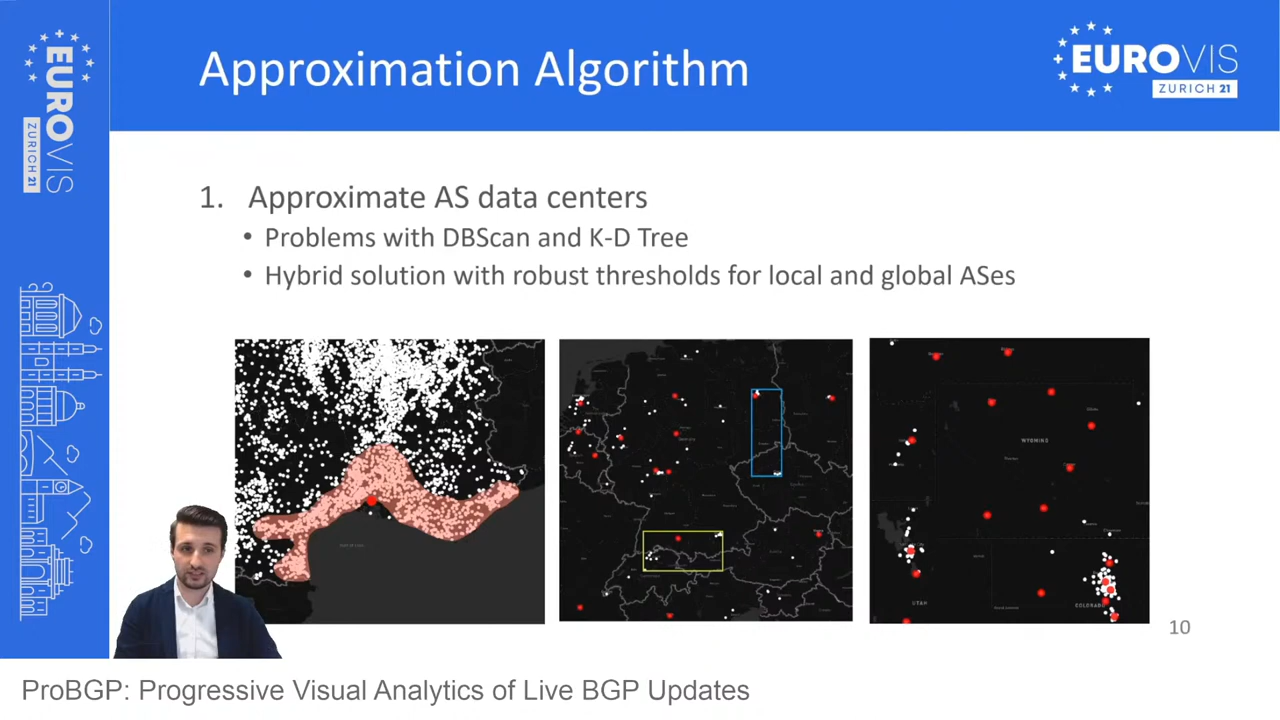 EUROVIS
ZURICH 21
Approximation Algorithm
EUROVIS
ZURICH 21
1. Approximate AS data centers
• Problems with DBScan and K-D Tree
• Hybrid solution with robust thresholds for local and global ASes
WYOMING
UTAH
COLORADO
10
ProBGP: Progressive Visual Analytics of Live BGP Updates